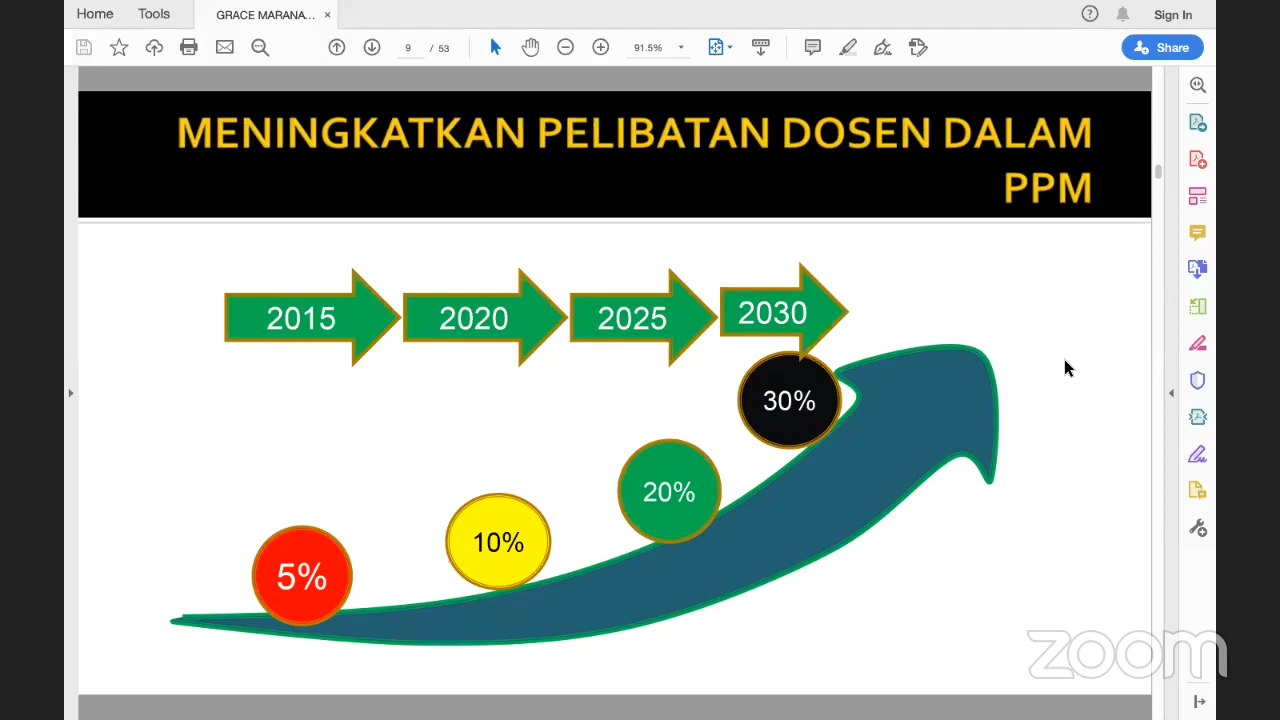 Home Tools GRACE MARANA... × Sign In
9 / 53 91.5% Share
MENINGKATKAN PELIBATAN DOSEN DALAM
PPM
2015 2020 2025 2030
30%
20%
10%
5%
zoom